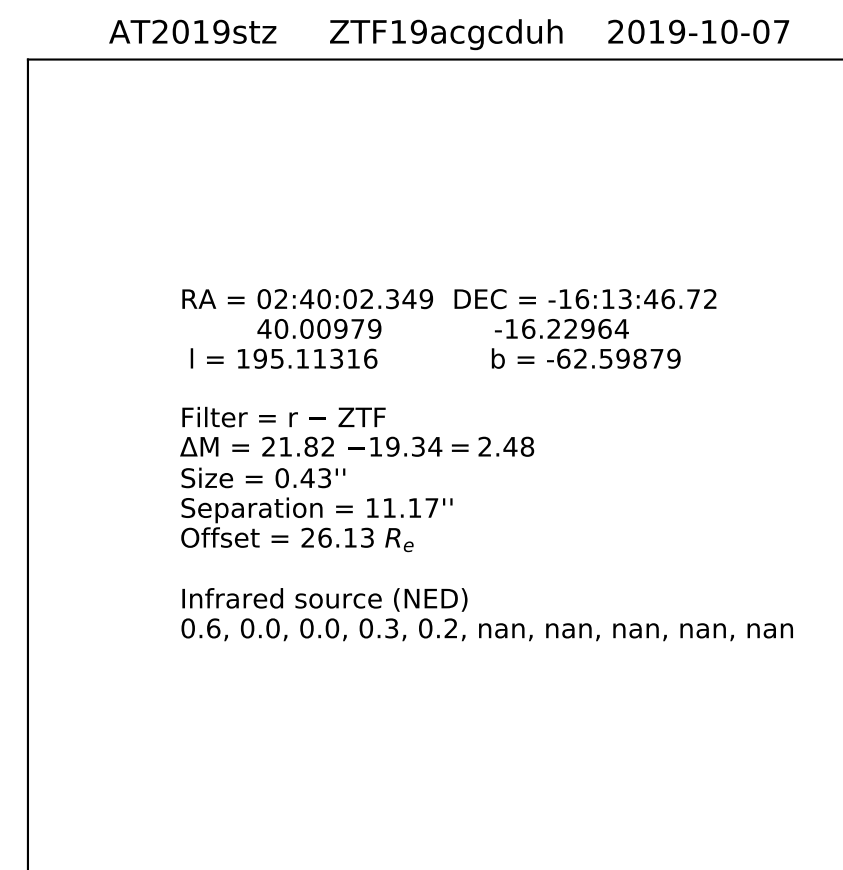 AT2019stz ZTF19acgcduh 2019-10-07
RA = 02:40:02.349 DEC = -16:13:46.72
40.00979 -16.22964
l = 195.11316 b = -62.59879
Filter = r − ZTF
ΔM = 21.82 −19.34 = 2.48
Size = 0.43''
Separation = 11.17''
Offset = 26.13 Re
Infrared source (NED)
0.6, 0.0, 0.0, 0.3, 0.2, nan, nan, nan, nan, nan